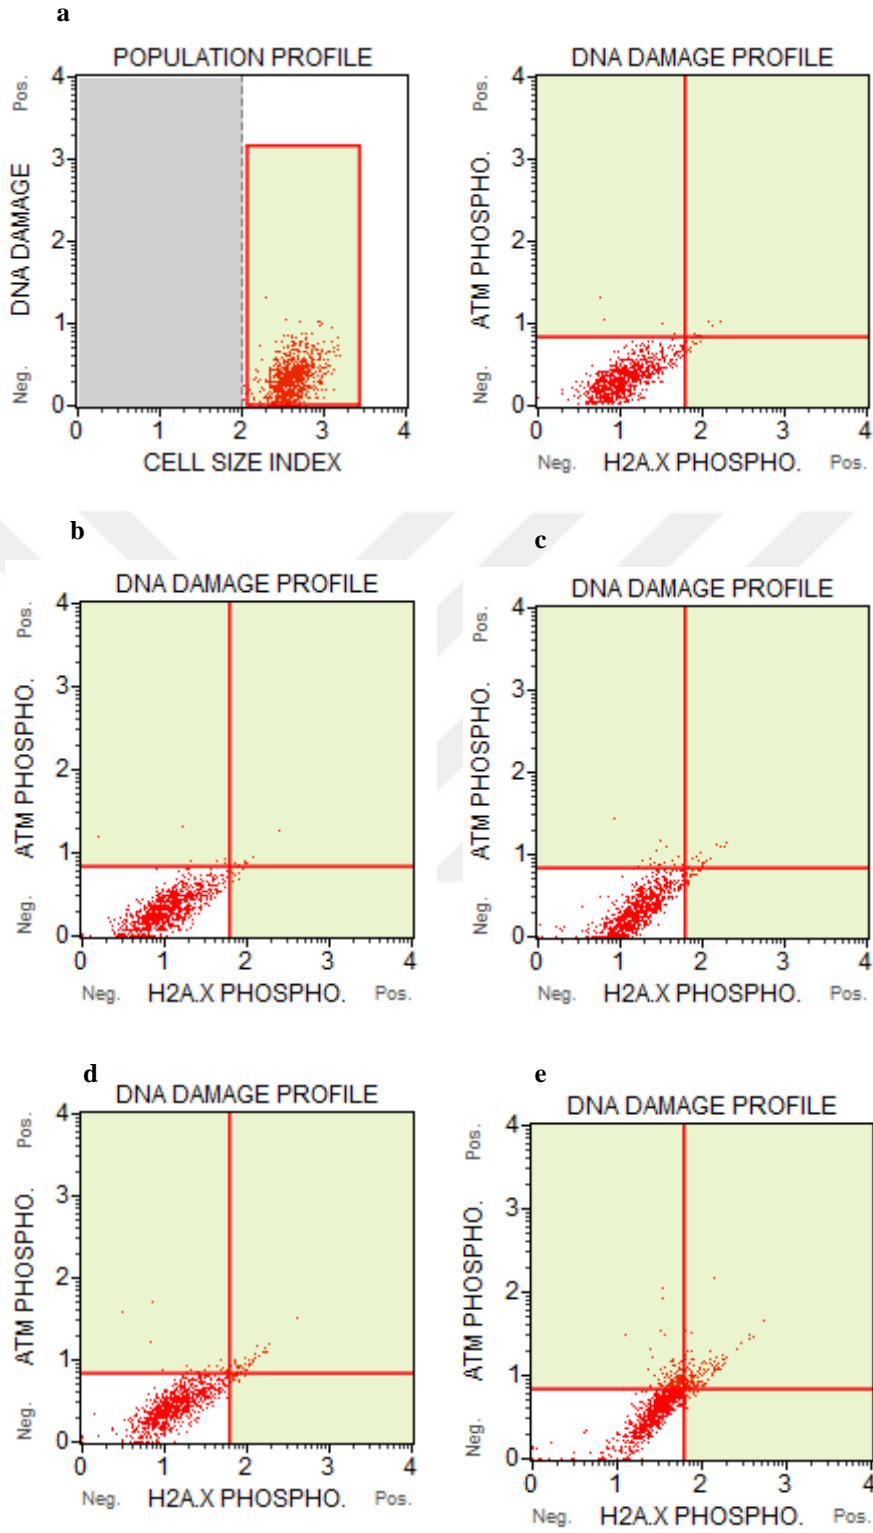 a
POPULATION PROFILE
DNA DAMAGE
Neg.
Pos.
4
3
2
1
0
0 1 2 3 4
CELL SIZE INDEX
DNA DAMAGE PROFILE
ATM PHOSPHO.
Neg.
Pos.
4
3
2
1
0
0 1 2 3 4
Neg. H2A.X PHOSPHO. Pos.
b
DNA DAMAGE PROFILE
ATM PHOSPHO.
Neg.
Pos.
4
3
2
1
0
0 1 2 3 4
Neg. H2A.X PHOSPHO. Pos.
c
DNA DAMAGE PROFILE
ATM PHOSPHO.
Neg.
Pos.
4
3
2
1
0
0 1 2 3 4
Neg. H2A.X PHOSPHO. Pos.
d
DNA DAMAGE PROFILE
ATM PHOSPHO.
Neg.
Pos.
4
3
2
1
0
0 1 2 3 4
Neg. H2A.X PHOSPHO. Pos.
e
DNA DAMAGE PROFILE
ATM PHOSPHO.
Neg.
Pos.
4
3
2
1
0
0 1 2 3 4
Neg. H2A.X PHOSPHO. Pos.